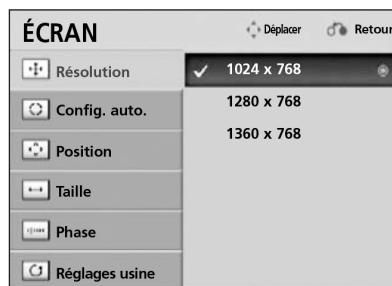 ÉCRAN
Déplacer
Retour
Résolution
1024 x 768
Config. auto.
1280 x 768
Position
1360 x 768
Taille
Phase
Réglages usine